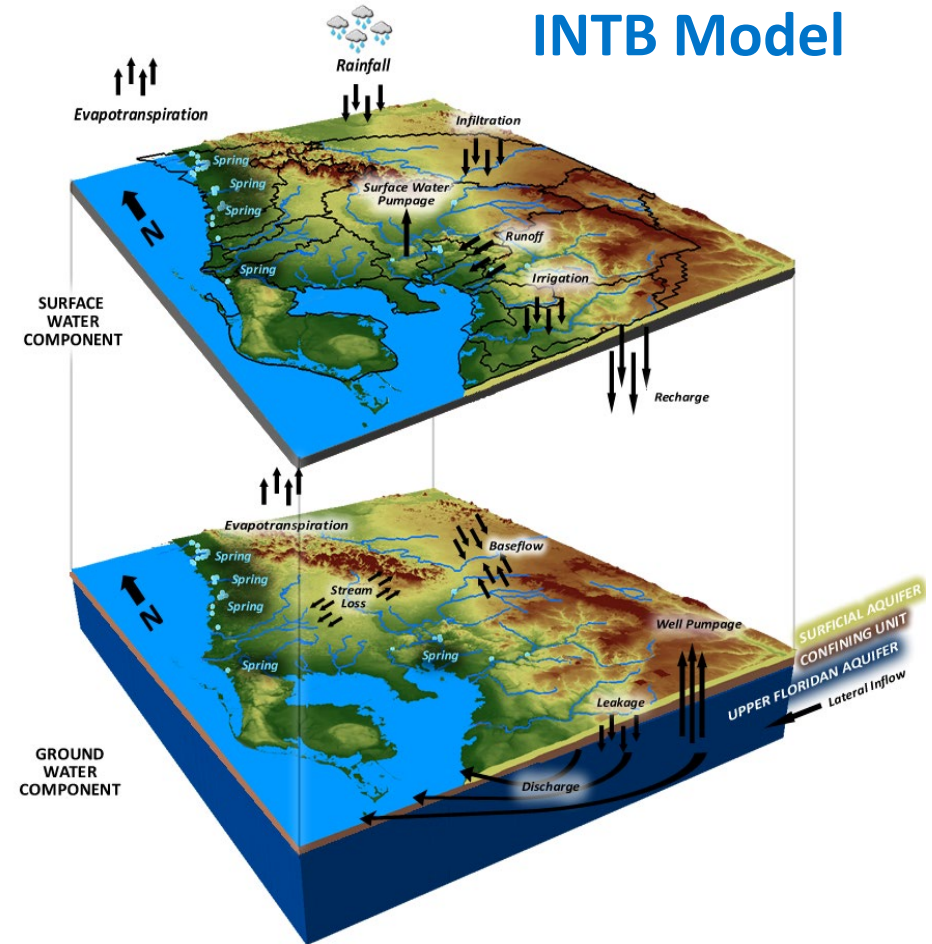 INTB Model
Rainfall
Evapotranspiration
Infiltration
Spring
Surface Water
Pumpage
Spring
Spring
N
Runoff
Spring
Irrigation
SURFACE
WATER
COMPONENT
Recharge
Evapotranspiration
Baseflow
Spring
Spring
Stream
Loss
Spring
N
Well Pumpage
SURFICIAL AQUIFER
CONFINING UNIT
UPPER FLORIDAN AQUIFER
Spring
Spring
Lateral Inflow
Leakage
GROUND
WATER
COMPONENT
Discharge